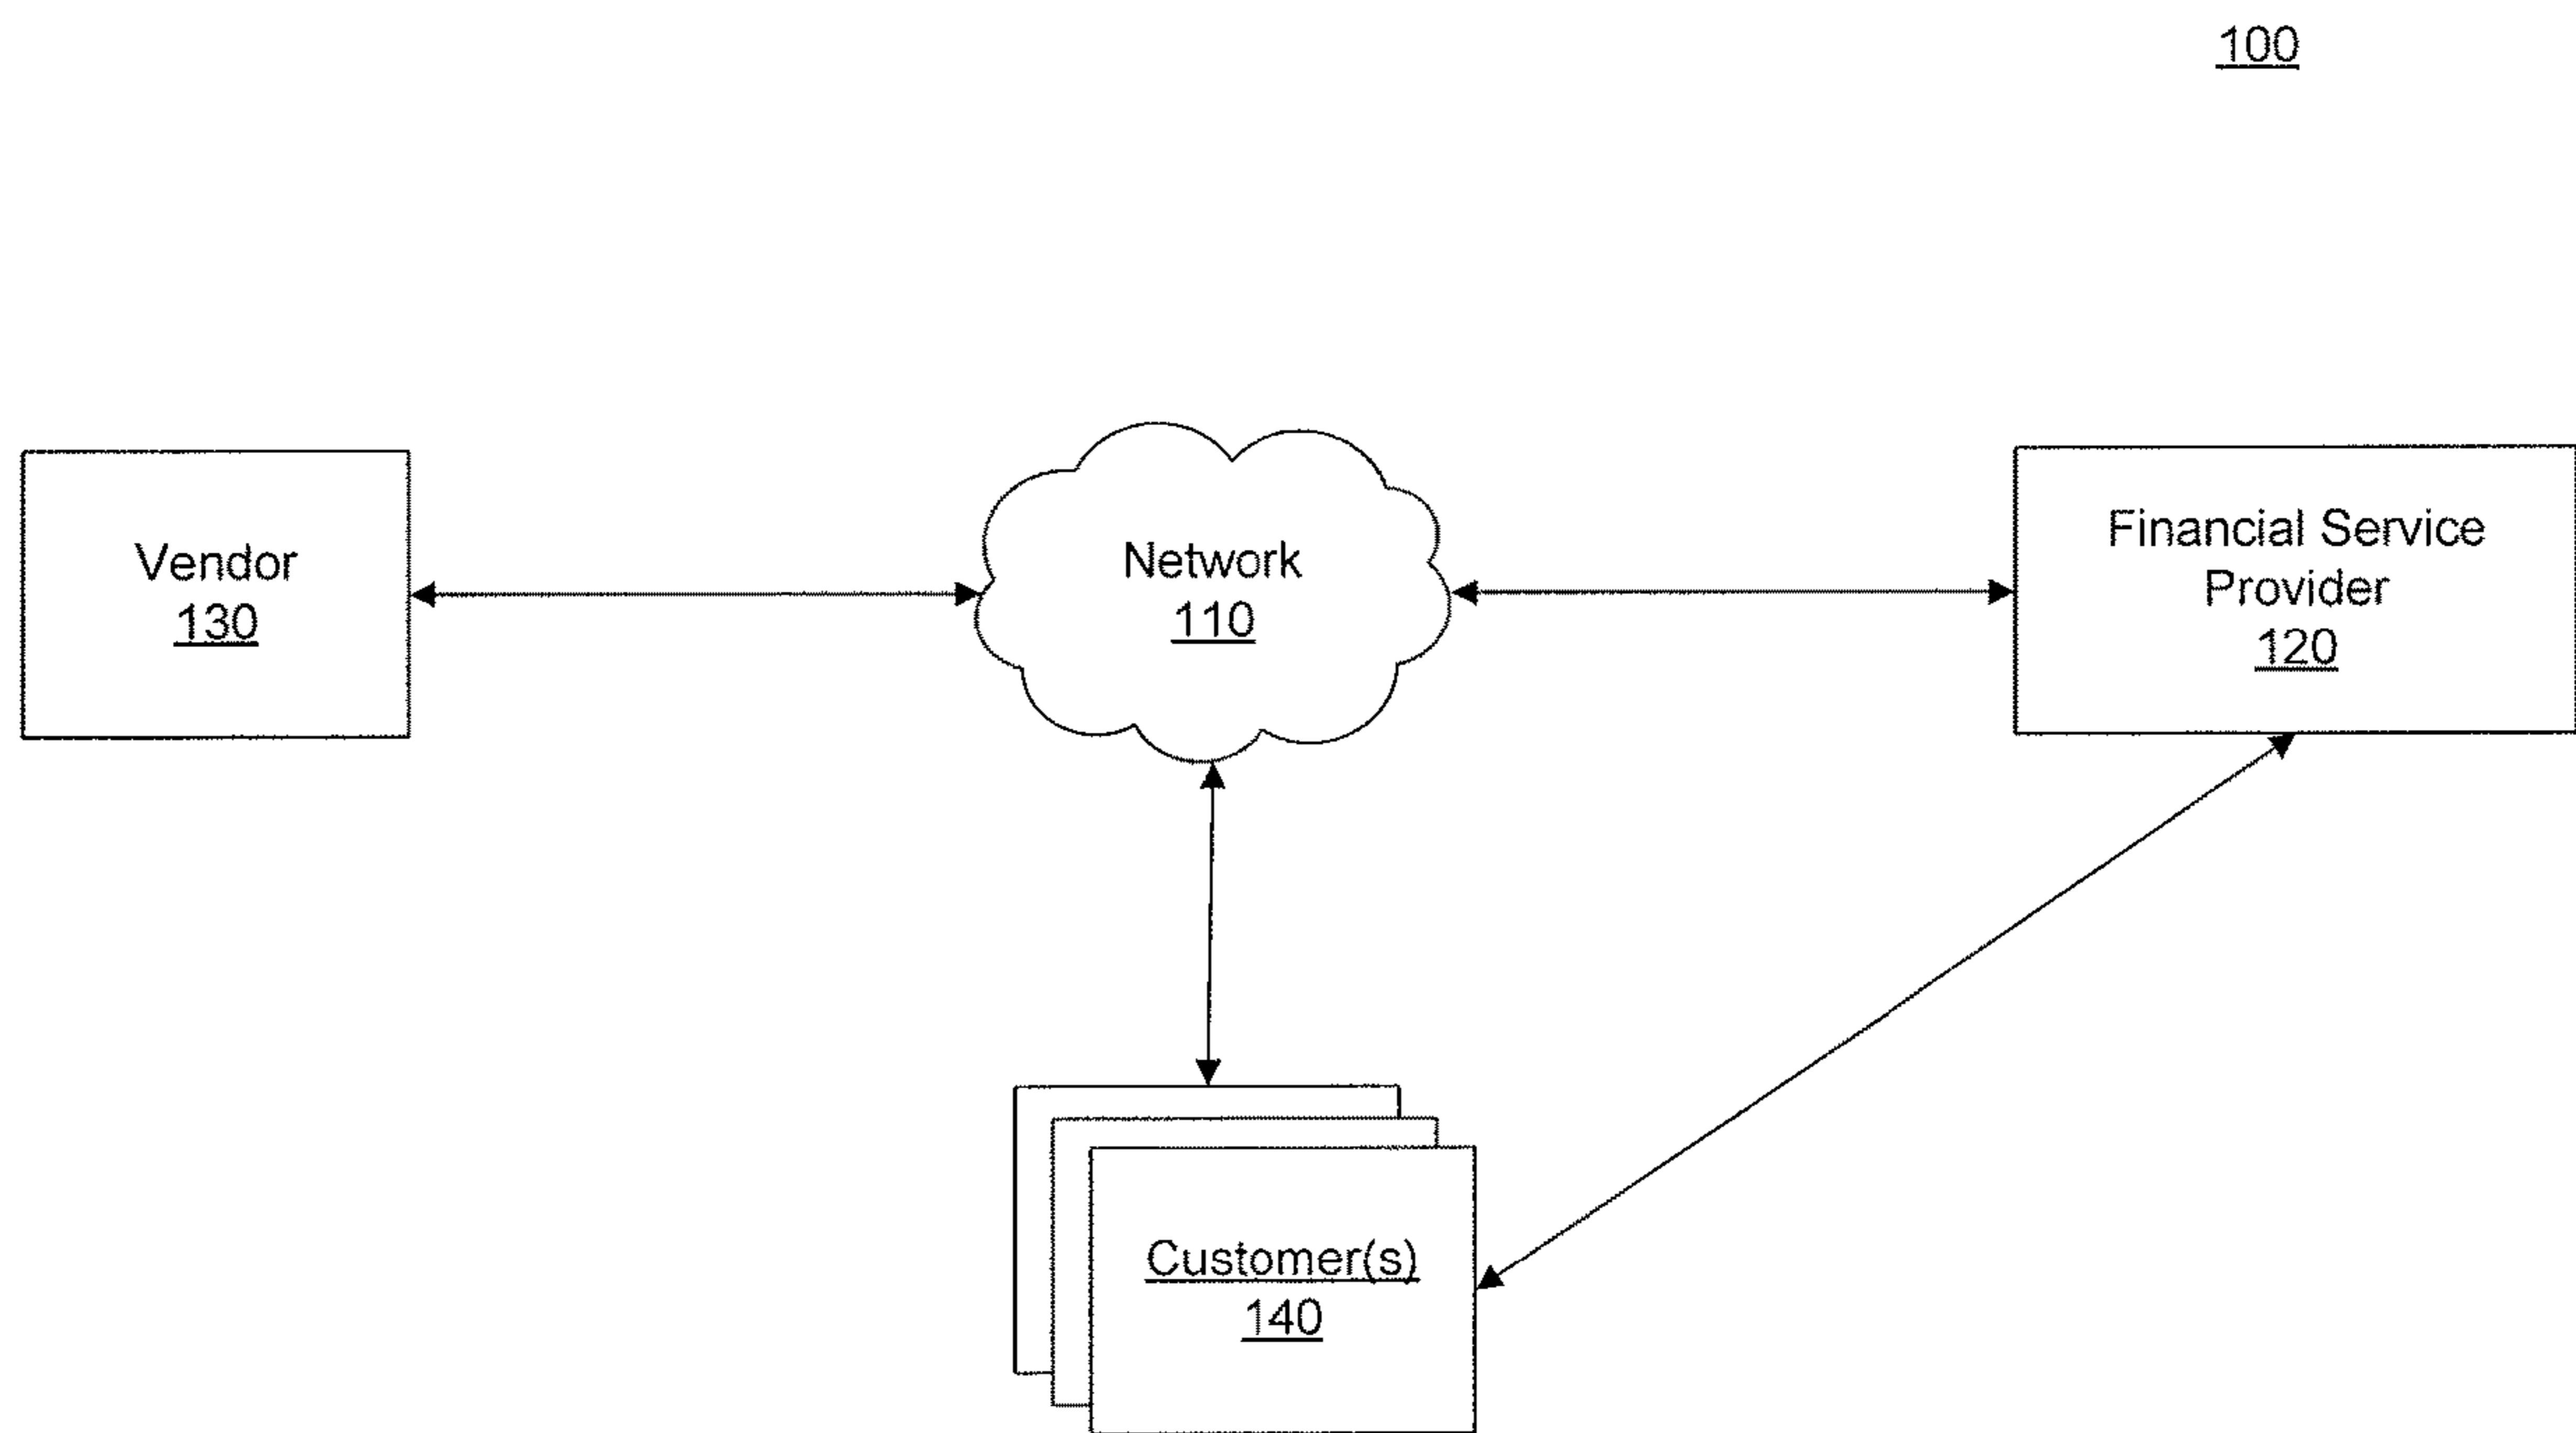 100
Vendor
130
Network
110
Financial Service
Provider
120
Customer(s)
140